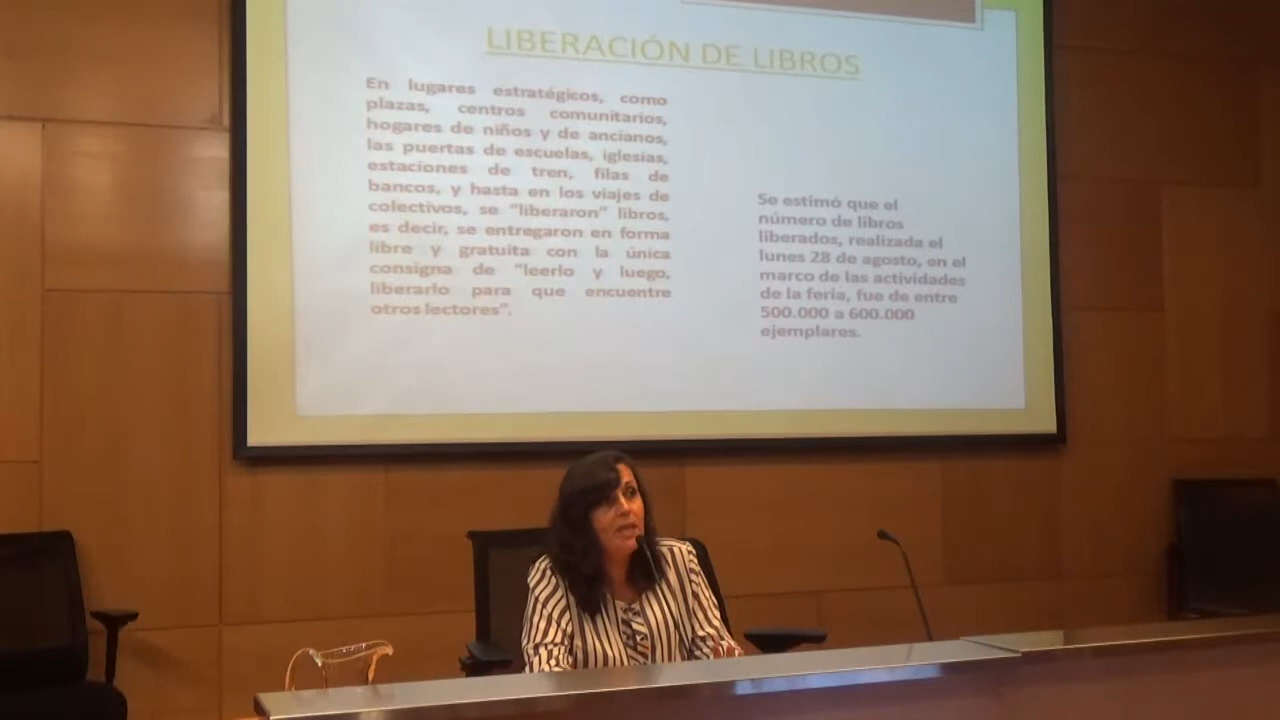 LIBERACIÓN DE LIBROS
En lugares estratégicos, como
plazas, centros comunitarios,
hogares de niños y de ancianos,
las puertas de escuelas, iglesias,
estaciones de tren, filas de
bancos, y hasta en los viajes de
colectivos, se "liberaron" libros,
es decir, se entregaron en forma
libre y gratuita con la única
consigna de "leerlo y luego,
liberarlo para que encuentre
otros lectores".
Se estimó que el
número de libros
liberados, realizada el
lunes 28 de agosto, en el
marco de las actividades
de la feria, fue de entre
500.000 a 600.000
ejemplares.